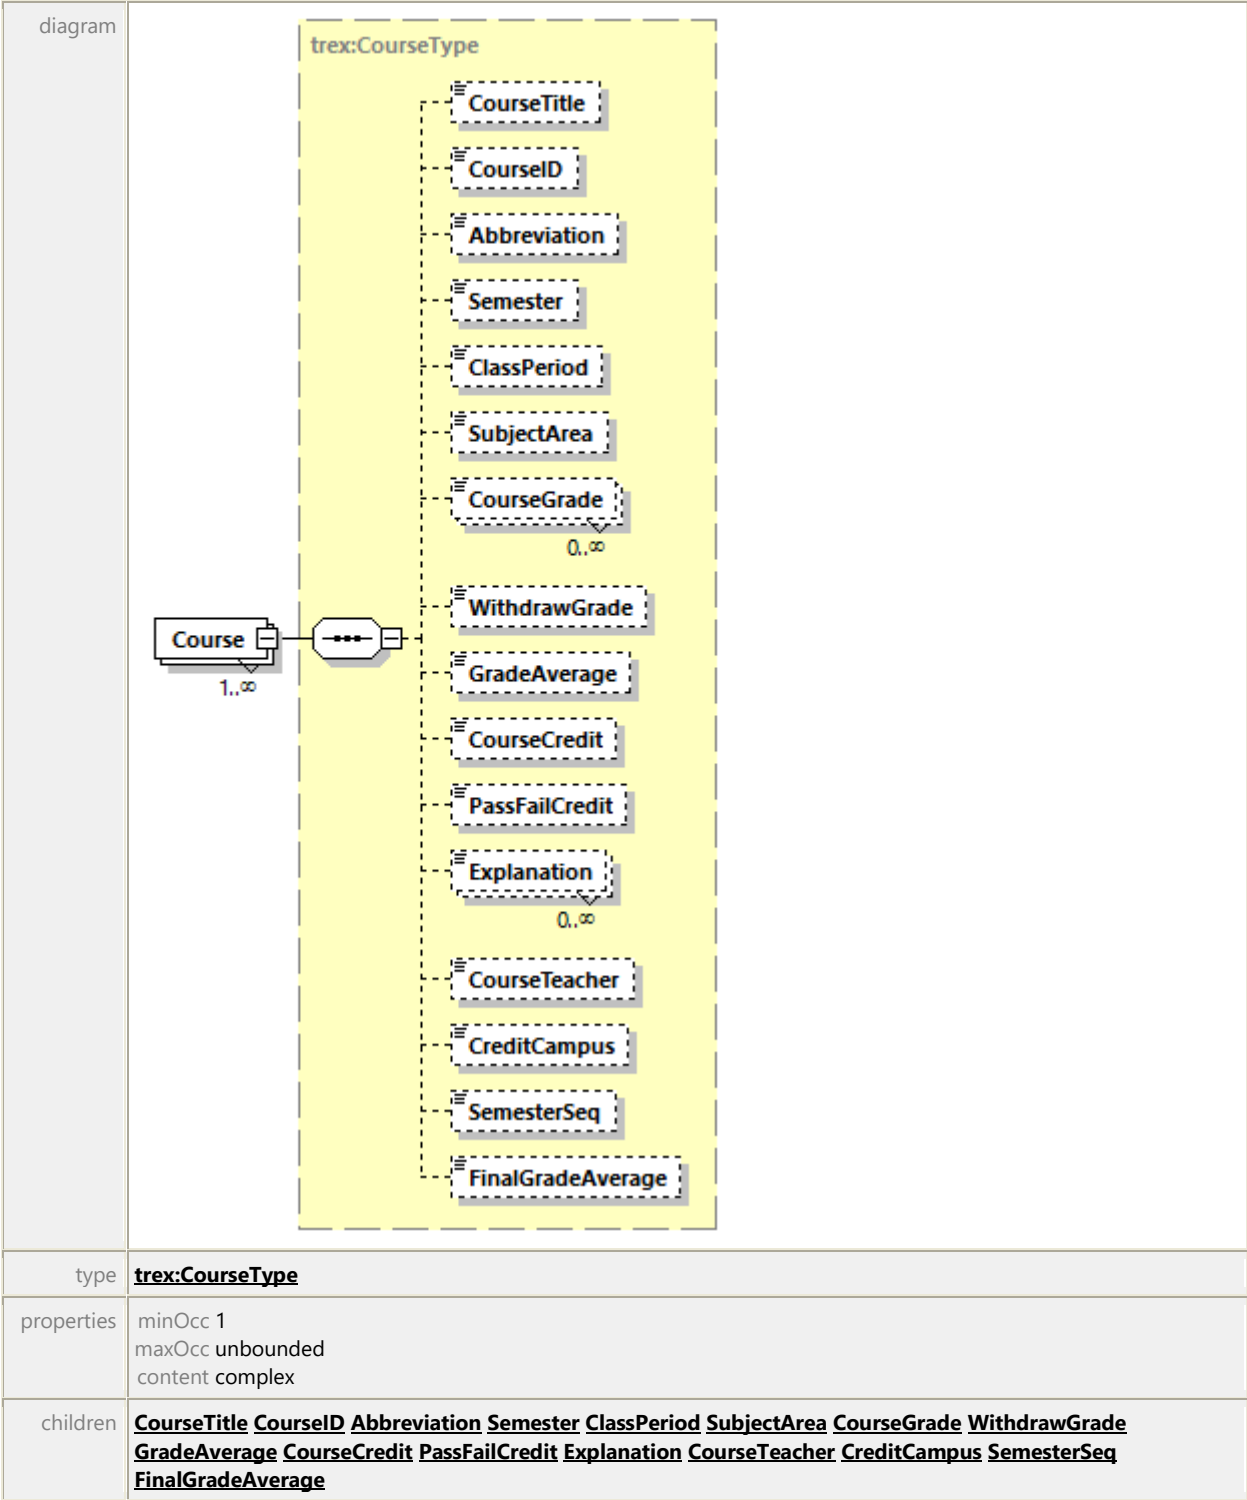 diagram
trex:CourseType
CourseTitle
CourseID
Abbreviation
Semester
ClassPeriod
SubjectArea
CourseGrade
0..∞
WithdrawGrade
Course
1..∞
GradeAverage
CourseCredit
PassFailCredit
Explanation
0..∞
CourseTeacher
CreditCampus
SemesterSeq
FinalGradeAverage
type trex:CourseType
properties minOcc 1
maxOcc unbounded
content complex
children CourseTitle CourseID Abbreviation Semester ClassPeriod SubjectArea CourseGrade WithdrawGrade
GradeAverage CourseCredit PassFailCredit Explanation CourseTeacher CreditCampus SemesterSeq
FinalGradeAverage